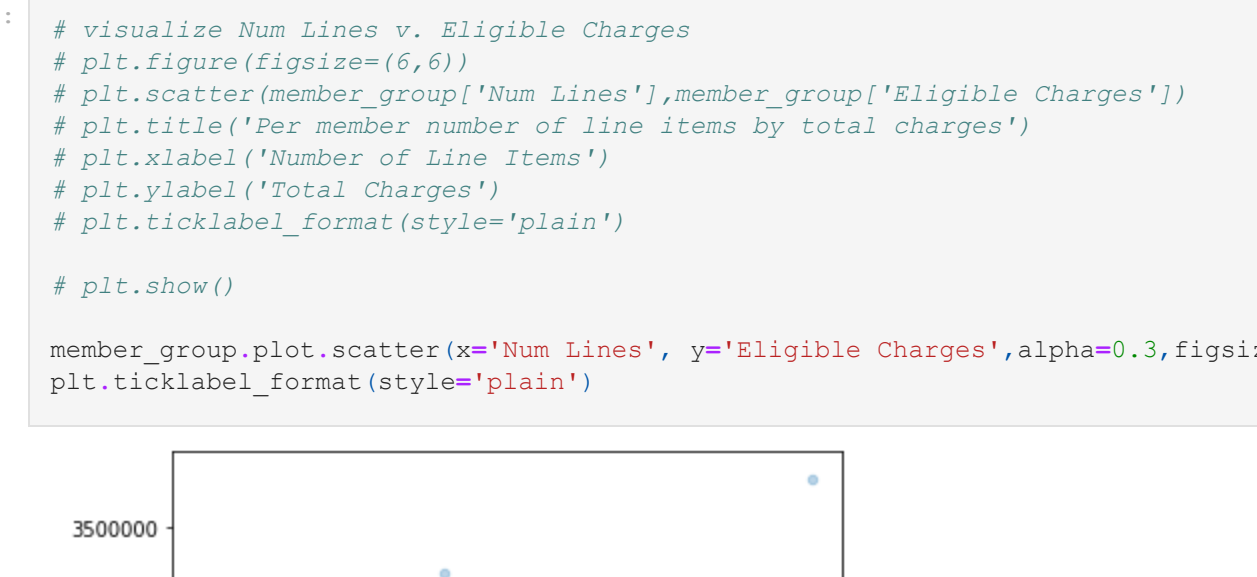 :
# visualize Num Lines v. Eligible Charges
# plt.figure(figsize=(6,6))
# plt.scatter(member_group['Num Lines'],member_group['Eligible Charges'])
# plt.title('Per member number of line items by total charges')
# plt.xlabel('Number of Line Items')
# plt.ylabel('Total Charges')
# plt.ticklabel_format(style='plain')
# plt.show()
member_group.plot.scatter(x='Num Lines', y='Eligible Charges',alpha=0.3,figsiz
plt.ticklabel_format(style='plain')
3500000